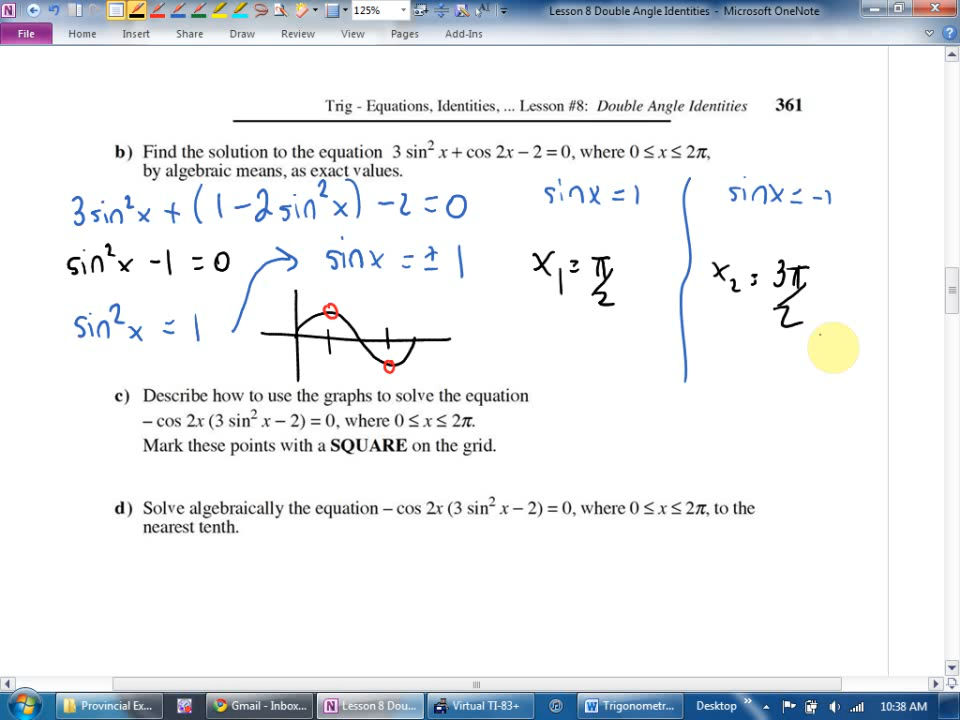 125%
Lesson 8 Double Angle Identities - Microsoft OneNote
File Home Insert Share Draw Review View Pages Add-Ins
Trig - Equations, Identities, ... Lesson #8: Double Angle Identities 361
b) Find the solution to the equation 3 sin² x + cos 2x − 2 = 0, where 0 ≤ x ≤ 2π,
by algebraic means, as exact values.
3sin²x + (1 - 2sin²x) - 2 = 0
sin²x - 1 = 0
sin²x = 1
sinx = ± 1
sinx = 1
x₁ = π/2
sinx = -1
x₂ = 3π/2
c) Describe how to use the graphs to solve the equation
− cos 2x (3 sin² x − 2) = 0, where 0 ≤ x ≤ 2π.
Mark these points with a SQUARE on the grid.
d) Solve algebraically the equation − cos 2x (3 sin² x − 2) = 0, where 0 ≤ x ≤ 2π, to the
nearest tenth.
Provincial Ex... Gmail - Inbox... Lesson 8 Dou... Virtual TI-83+ Trigonometr... Desktop 10:38 AM